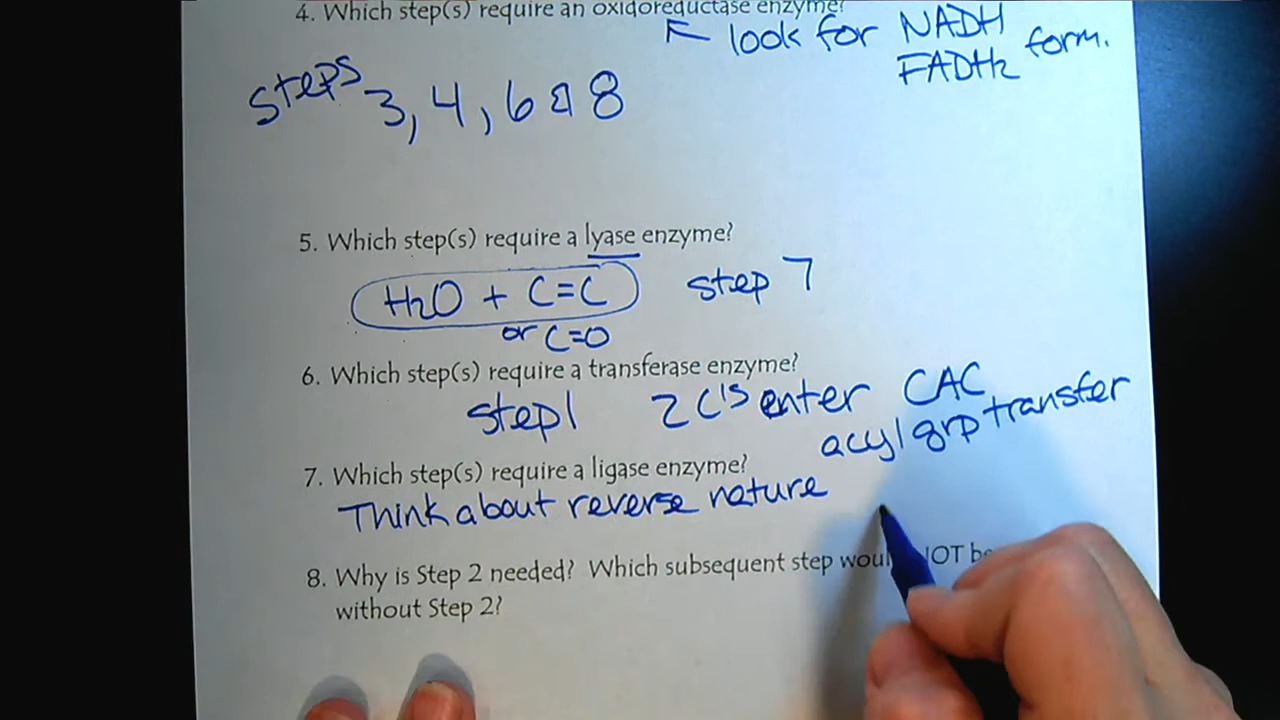 4. Which step(s) require an oxidoreductase enzyme?
look for NADH
FADH2 form.
steps 3, 4, 6 & 8
5. Which step(s) require a lyase enzyme?
H2O + C=C step 7
or C=O
6. Which step(s) require a transferase enzyme?
step 1 2 C's enter CAC
acyl grp transfer
7. Which step(s) require a ligase enzyme?
Think about reverse nature
8. Why is Step 2 needed? Which subsequent step NOT
without Step 2?